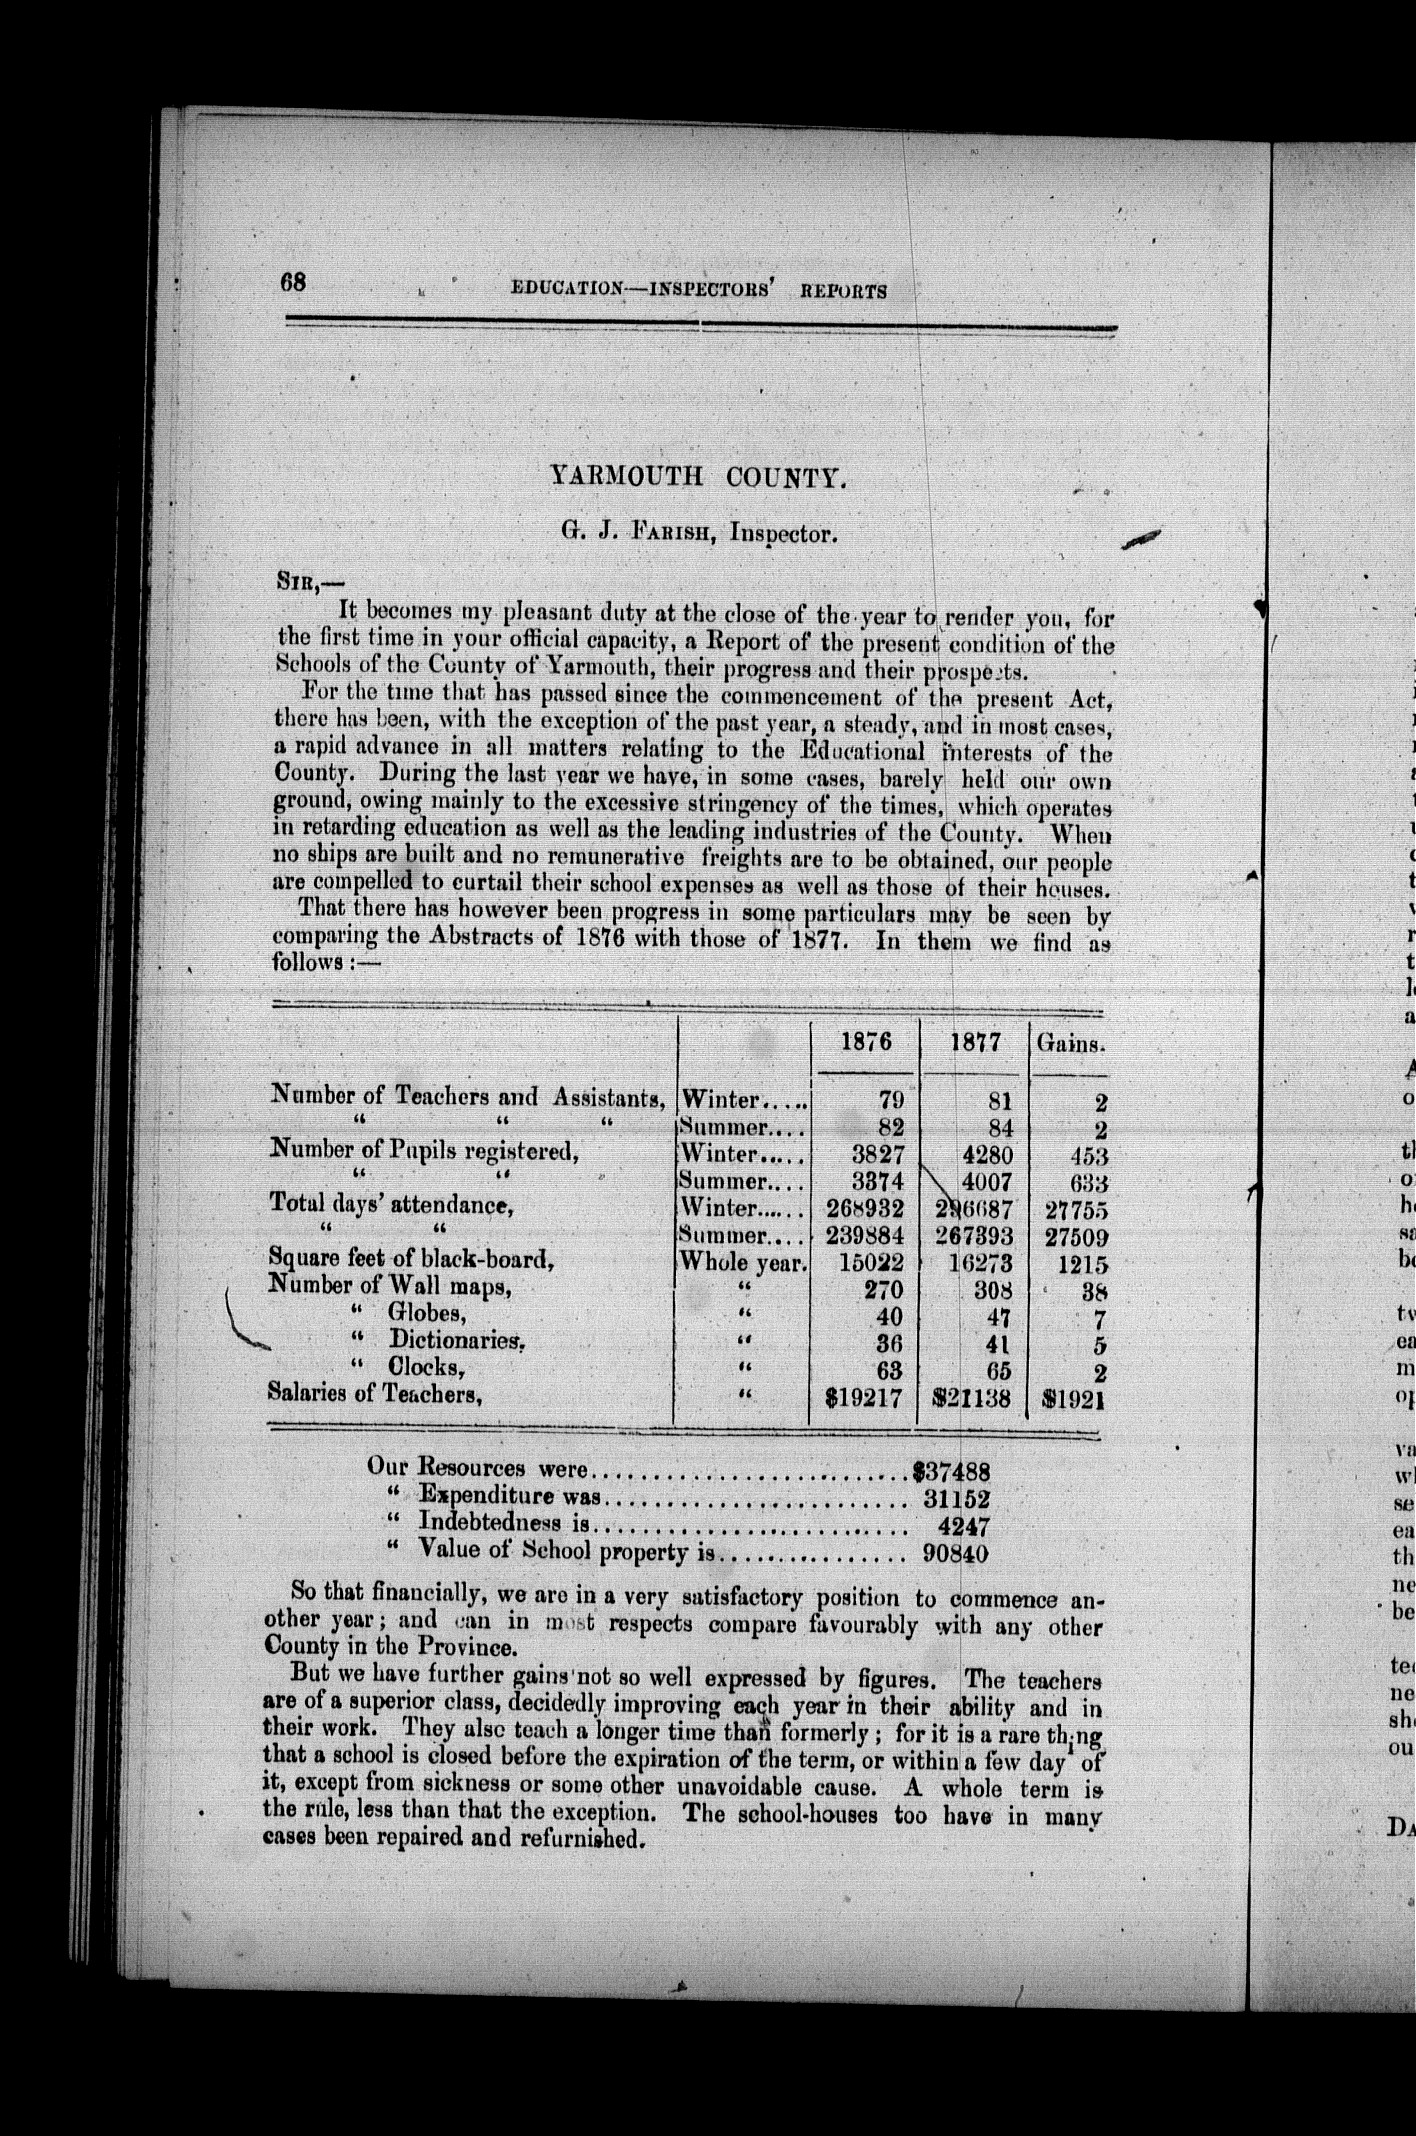 68 EDUCATION—INSPECTORS' REPORTS
YARMOUTH COUNTY.
G. J. FARISH, Inspector.
SIR,—
It becomes my pleasant duty at the close of the year to render you, for
the first time in your official capacity, a Report of the present condition of the
Schools of the County of Yarmouth, their progress and their prospects.
For the time that has passed since the commencement of the present Act,
there has been, with the exception of the past year, a steady, and in most cases,
a rapid advance in all matters relating to the Educational interests of the
County. During the last year we have, in some cases, barely held our own
ground, owing mainly to the excessive stringency of the times, which operates
in retarding education as well as the leading industries of the County. When
no ships are built and no remunerative freights are to be obtained, our people
are compelled to curtail their school expenses as well as those of their houses.
That there has however been progress in some particulars may be seen by
comparing the Abstracts of 1876 with those of 1877. In them we find as
follows :—
1876 1877 Gains.
Number of Teachers and Assistants, Winter..... 79 81 2
“ “ “ Summer.... 82 84 2
Number of Pupils registered, Winter..... 3827 4280 453
“ “ Summer.... 3374 4007 633
Total days' attendance, Winter...... 268932 296687 27755
“ “ Summer.... 239884 267393 27509
Square feet of black-board, Whole year. 15022 16273 1215
Number of Wall maps, “ 270 308 38
“ Globes, “ 40 47 7
“ Dictionaries, “ 36 41 5
“ Clocks, “ 63 65 2
Salaries of Teachers, “ $19217 $21138 $1921
Our Resources were.......................... $37488
“ Expenditure was......................... 31152
“ Indebtedness is.......................... 4247
“ Value of School property is................ 90840
So that financially, we are in a very satisfactory position to commence an-
other year; and can in most respects compare favourably with any other
County in the Province.
But we have further gains not so well expressed by figures. The teachers
are of a superior class, decidedly improving each year in their ability and in
their work. They also teach a longer time than formerly; for it is a rare thing
that a school is closed before the expiration of the term, or within a few day of
it, except from sickness or some other unavoidable cause. A whole term is
the rule, less than that the exception. The school-houses too have in many
cases been repaired and refurnished.